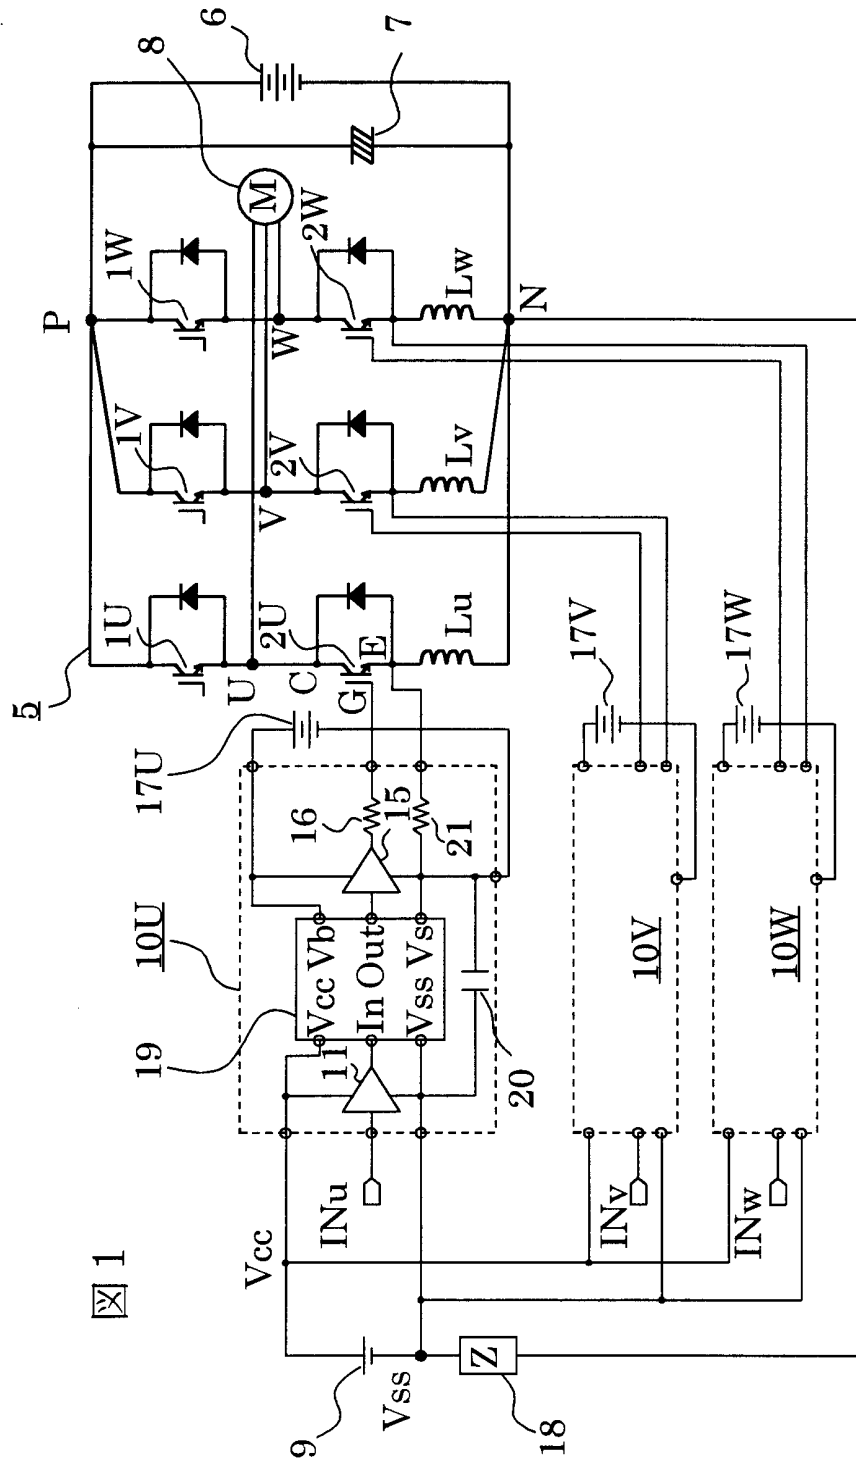 図1
5
P
1U
1V
1W
8
6
M
7
U
V
W
C
2U
2V
2W
G
E
Lu
Lv
Lw
N
10U
17U
16
15
21
19
Vcc Vb
In Out
Vss Vs
11
20
INu
Vcc
9
Vss
Z
18
17V
10V
INv
17W
10W
INw